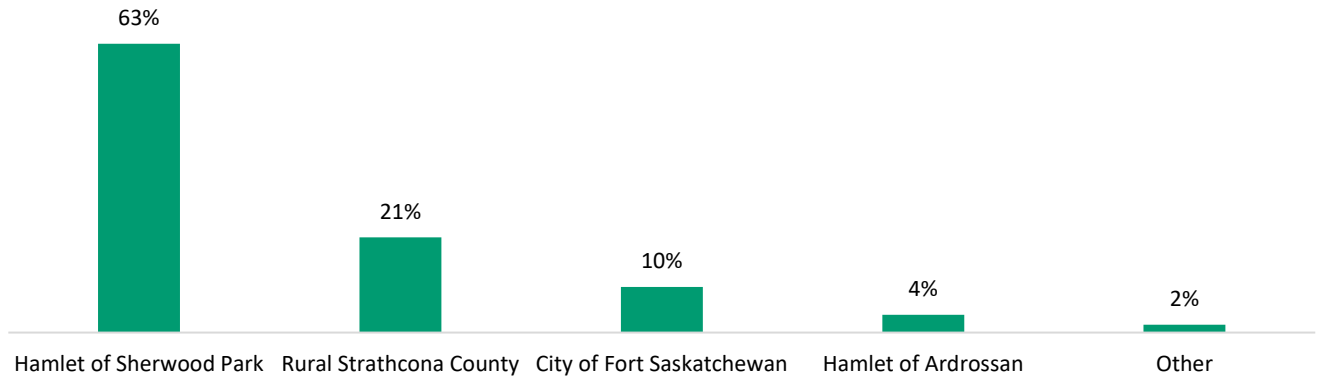 63%
21%
10%
4%
2%
Hamlet of Sherwood Park
Rural Strathcona County
City of Fort Saskatchewan
Hamlet of Ardrossan
Other